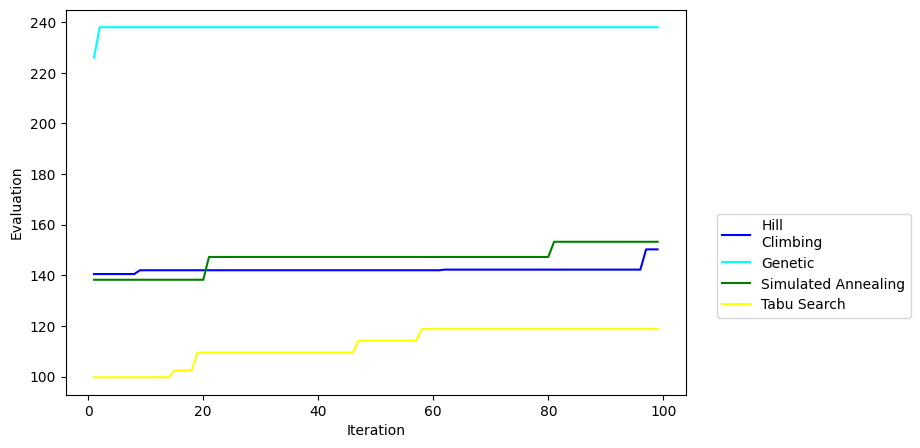 240
220
200
180
160
140
120
100
Evaluation
0 20 40 60 80 100
Iteration
Hill
Climbing
Genetic
Simulated Annealing
Tabu Search